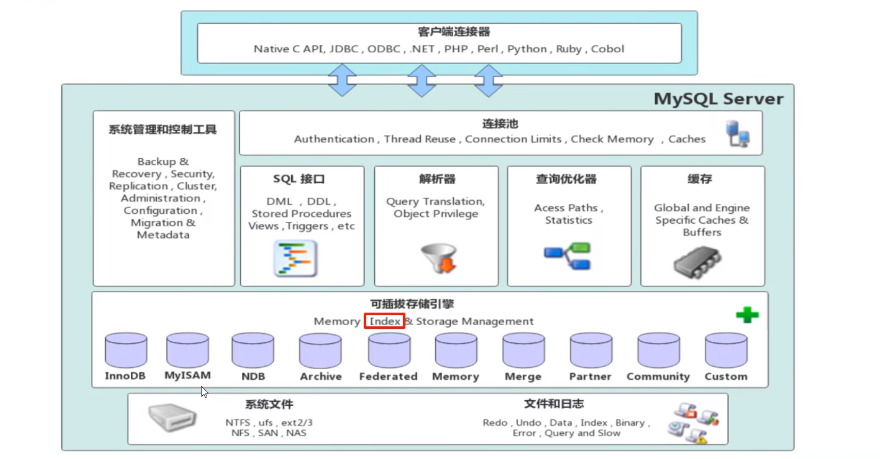 客户端连接器
Native C API, JDBC , ODBC , .NET , PHP , Perl , Python , Ruby , Cobol
MySQL Server
系统管理和控制工具
Backup &
Recovery , Security,
Replication , Cluster,
Administration ,
Configuration ,
Migration &
Metadata
连接池
Authentication , Thread Reuse , Connection Limits , Check Memory , Caches
SQL 接口
DML , DDL ,
Stored Procedures
Views ,Triggers , etc
解析器
Query Translation,
Object Privilege
查询优化器
Acess Paths ,
Statistics
缓存
Global and Engine
Specific Caches &
Buffers
可插拔存储引擎
Memory Index & Storage Management
InnoDB
MyISAM
NDB
Archive
Federated
Memory
Merge
Partner
Community
Custom
系统文件
NTFS , ufs , ext2/3
NFS , SAN , NAS
文件和日志
Redo , Undo , Data , Index , Binary ,
Error , Query and Slow